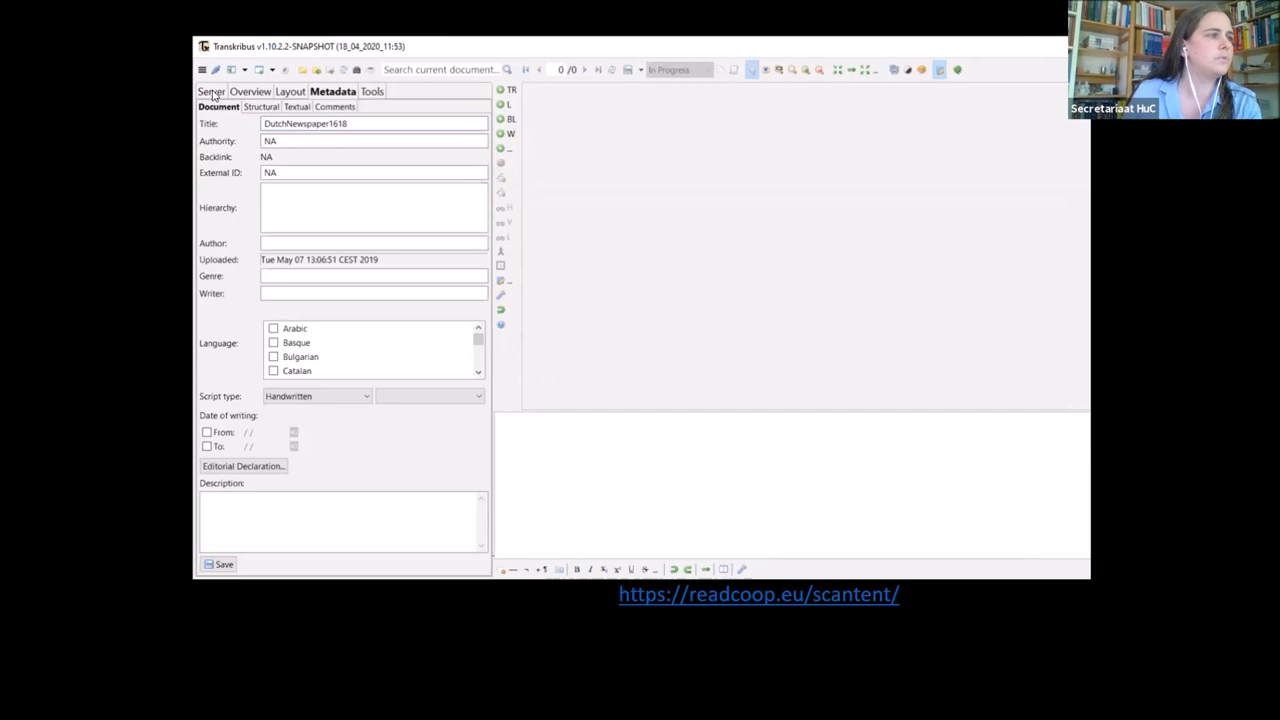 Transkribus v1.10.2.2-SNAPSHOT (18_04_2020_11:53)
Search current document... 0 /0 In Progress
Server Overview Layout Metadata Tools
Document Structural Textual Comments
Title: DutchNewspaper1618
Authority: NA
Backlink: NA
External ID: NA
Hierarchy:
Author:
Uploaded: Tue May 07 13:06:51 CEST 2019
Genre:
Writer:
Language:
Arabic
Basque
Bulgarian
Catalan
Script type: Handwritten
Date of writing:
From: / /
To: / /
Editorial Declaration...
Description:
Save
TR
L
BL
W
...
H
V
L
...
B I
https://readcoop.eu/scantent/
Secretariaat HuC